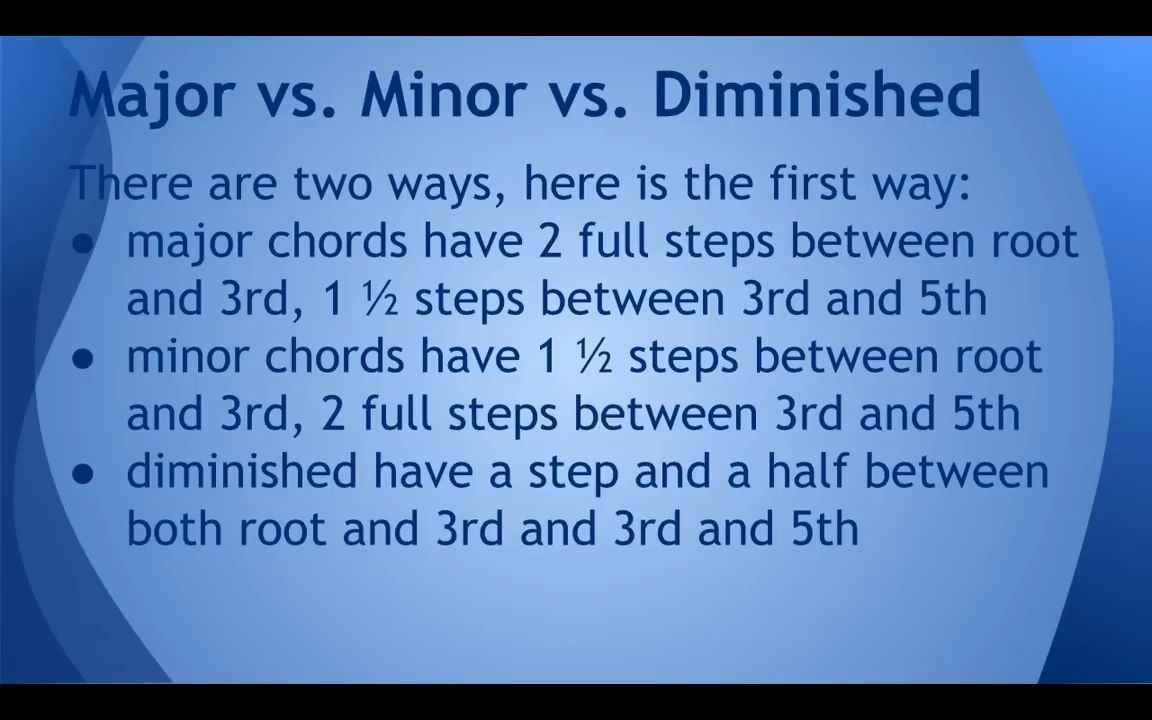 Major vs. Minor vs. Diminished
There are two ways, here is the first way:
● major chords have 2 full steps between root
and 3rd, 1 ½ steps between 3rd and 5th
● minor chords have 1 ½ steps between root
and 3rd, 2 full steps between 3rd and 5th
● diminished have a step and a half between
both root and 3rd and 3rd and 5th